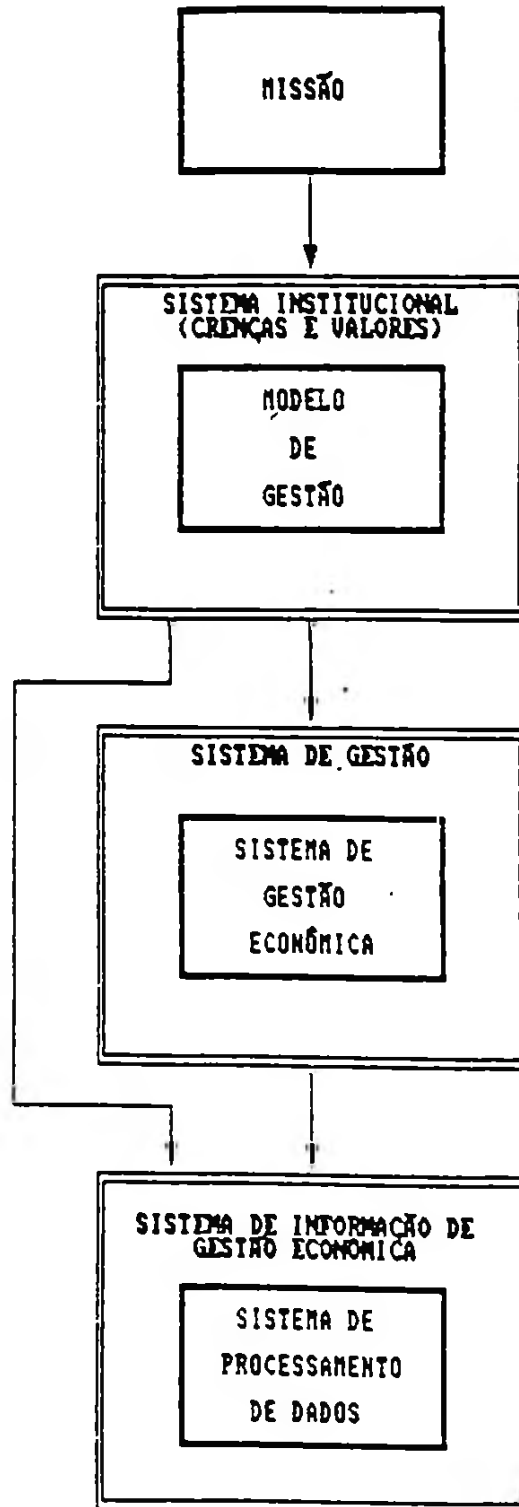 MISSÃO
SISTEMA INSTITUCIONAL
(CRENÇAS E VALORES)
MODELO
DE
GESTÃO
SISTEMA DE GESTÃO
SISTEMA DE
GESTÃO
ECONÔMICA
SISTEMA DE INFORMAÇÃO DE
GESTÃO ECONOMICA
SISTEMA DE
PROCESSAMENTO
DE DADOS